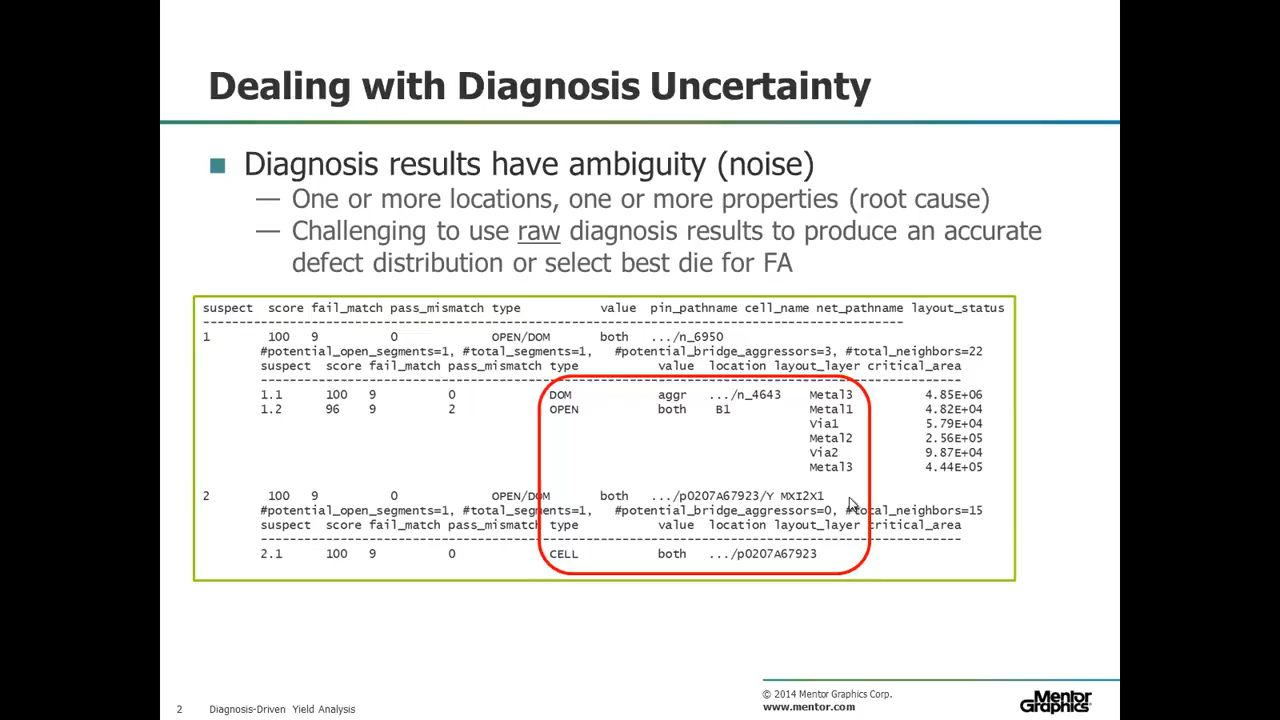 Dealing with Diagnosis Uncertainty
Diagnosis results have ambiguity (noise)
— One or more locations, one or more properties (root cause)
— Challenging to use raw diagnosis results to produce an accurate
defect distribution or select best die for FA
suspect score fail_match pass_mismatch type value pin_pathname cell_name net_pathname layout_status
------------------------------------------------------------------------------------------------
1 100 9 0 OPEN/DOM both .../n_6950
#potential_open_segments=1, #total_segments=1, #potential_bridge_aggressors=3, #total_neighbors=22
suspect score fail_match pass_mismatch type value location layout_layer critical_area
------------------------------------------------------------------------------------------------
1.1 100 9 0 DOM aggr .../n_4643 Metal3 4.85E+06
1.2 96 9 2 OPEN both B1 Metal1 4.82E+04
Via1 5.79E+04
Metal2 2.56E+05
Via2 9.87E+04
Metal3 4.44E+05
2 100 9 0 OPEN/DOM both .../p0207A67923/Y MXI2X1
#potential_open_segments=1, #total_segments=1, #potential_bridge_aggressors=0, #total_neighbors=15
suspect score fail_match pass_mismatch type value location layout_layer critical_area
------------------------------------------------------------------------------------------------
2.1 100 9 0 CELL both .../p0207A67923
2 Diagnosis-Driven Yield Analysis
© 2014 Mentor Graphics Corp.
www.mentor.com
Mentor
Graphics